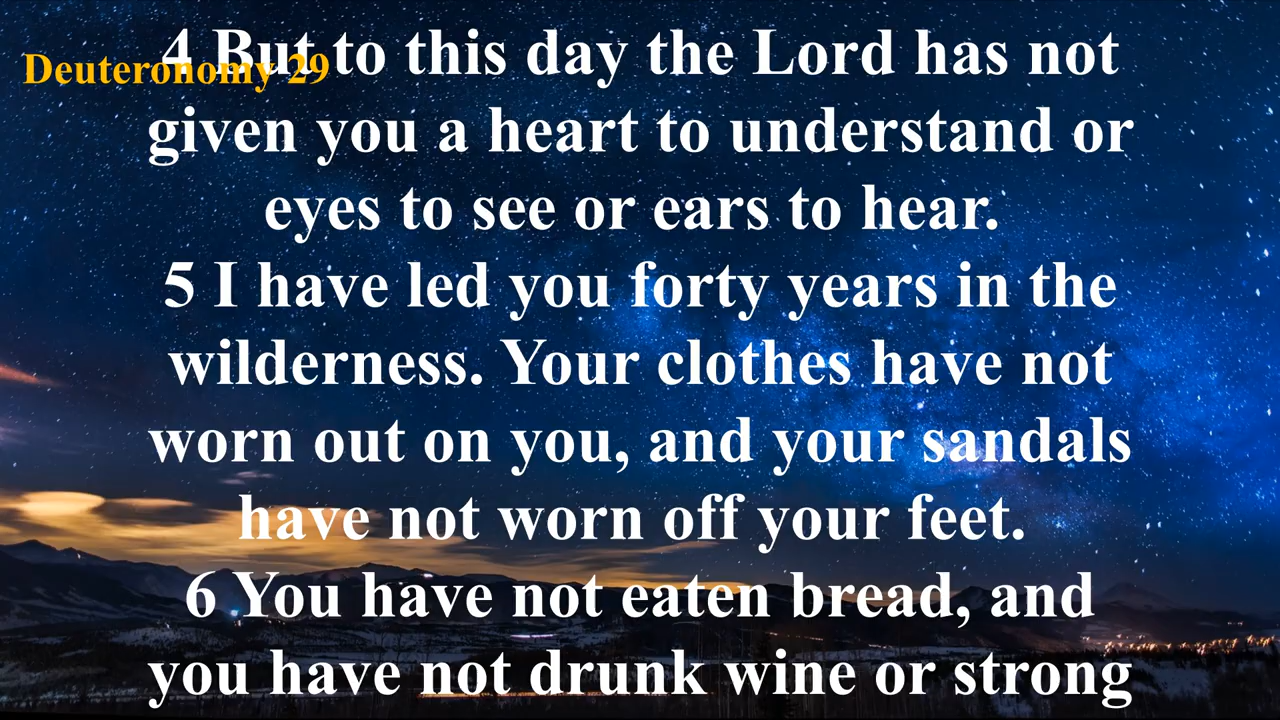 Deuteronomy 29
4 But to this day the Lord has not
given you a heart to understand or
eyes to see or ears to hear.
5 I have led you forty years in the
wilderness. Your clothes have not
worn out on you, and your sandals
have not worn off your feet.
6 You have not eaten bread, and
you have not drunk wine or strong